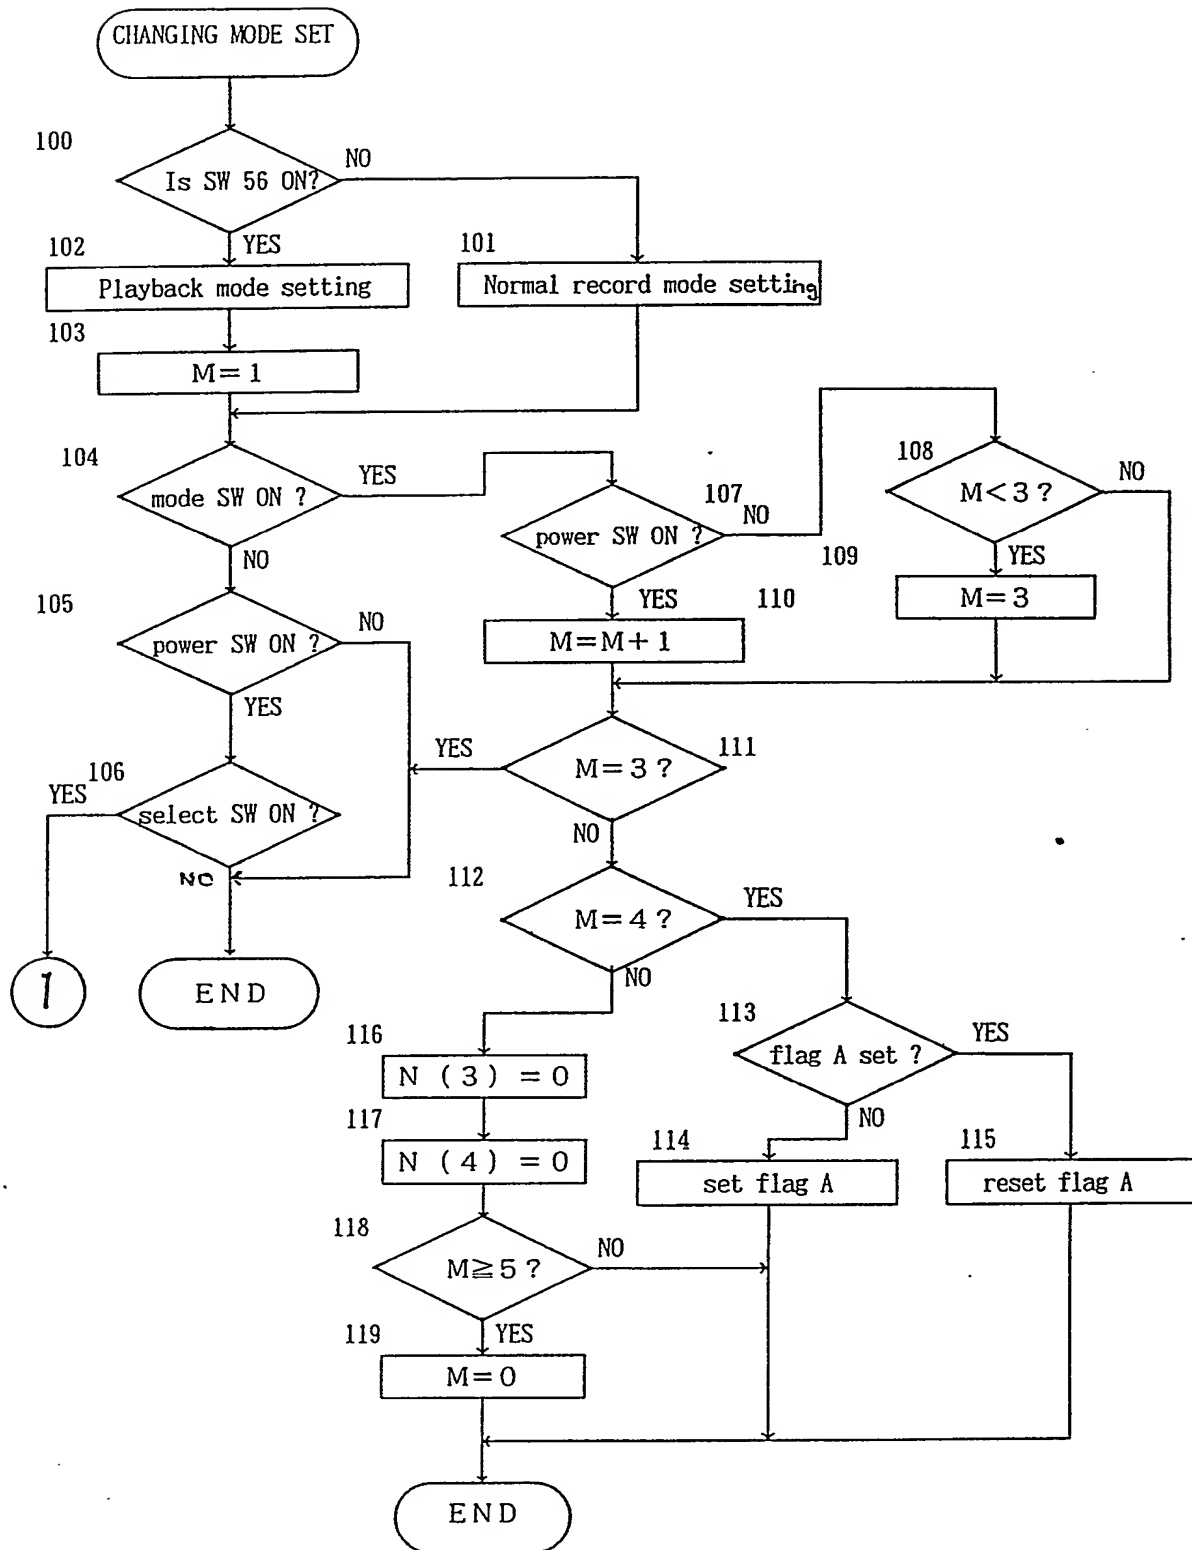 CHANGING MODE SET
100
Is SW 56 ON?
NO
YES
102
Playback mode setting
101
Normal record mode setting
103
M=1
104
mode SW ON ?
YES
NO
107
power SW ON ?
NO
YES
108
M<3?
NO
YES
109
M=3
110
M=M+1
105
power SW ON ?
NO
YES
106
select SW ON ?
YES
NO
1
END
111
M=3?
YES
NO
112
M=4?
YES
NO
113
flag A set ?
YES
NO
114
set flag A
115
reset flag A
116
N (3) =0
117
N (4) =0
118
M≧5?
NO
YES
119
M=0
END